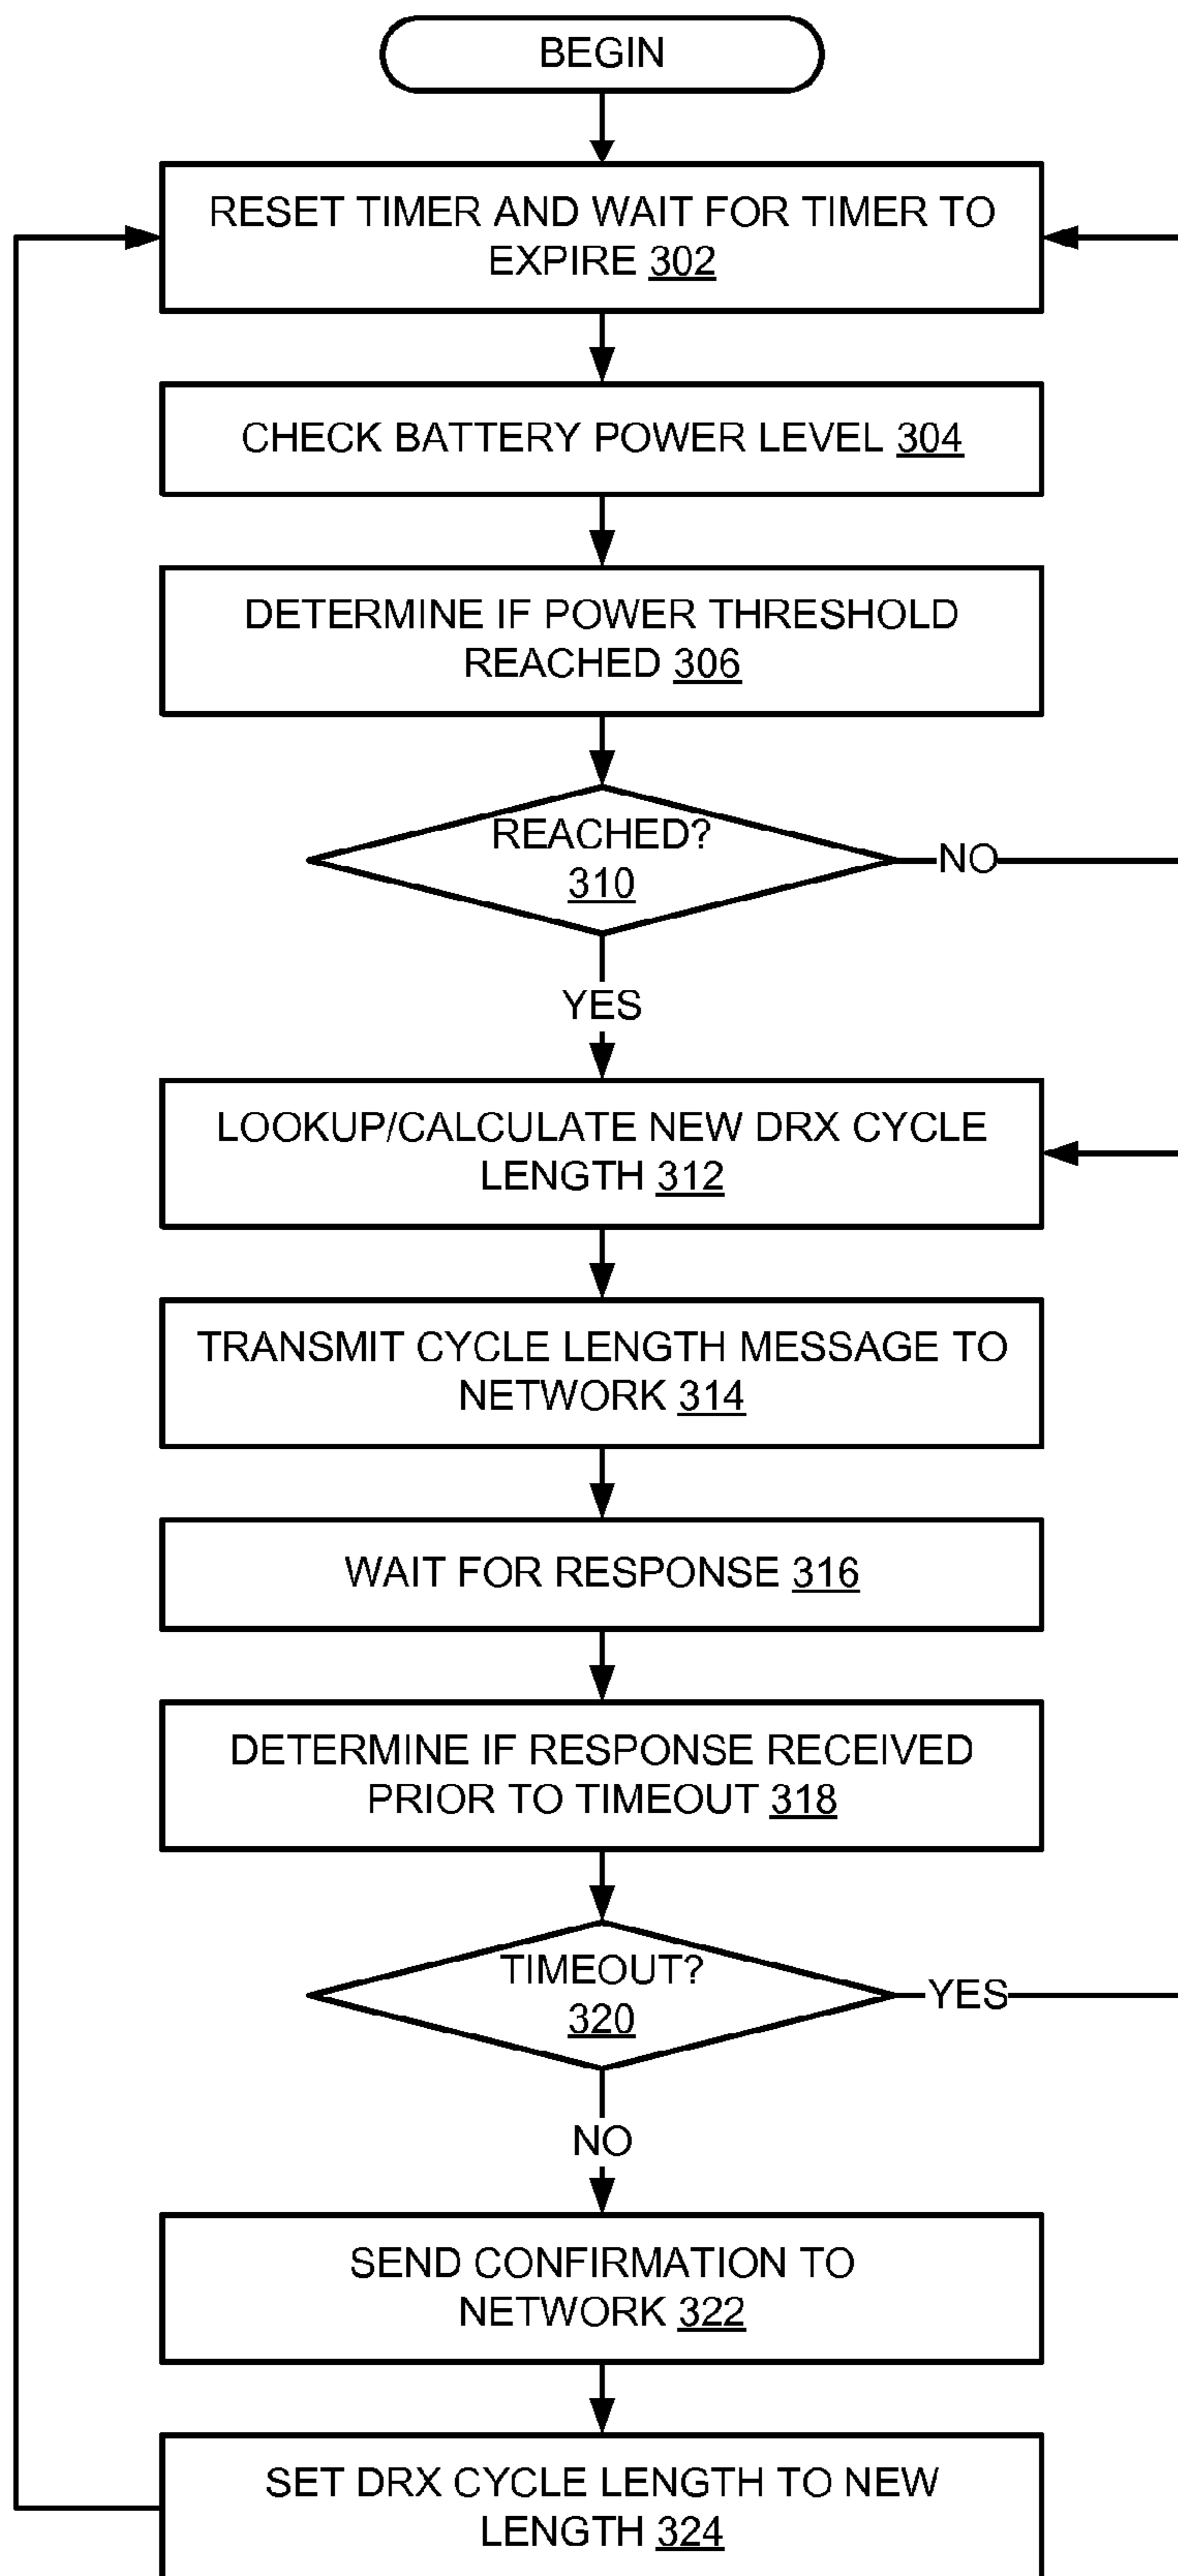 BEGIN
RESET TIMER AND WAIT FOR TIMER TO
EXPIRE 302
CHECK BATTERY POWER LEVEL 304
DETERMINE IF POWER THRESHOLD
REACHED 306
REACHED?
310
NO
YES
LOOKUP/CALCULATE NEW DRX CYCLE
LENGTH 312
TRANSMIT CYCLE LENGTH MESSAGE TO
NETWORK 314
WAIT FOR RESPONSE 316
DETERMINE IF RESPONSE RECEIVED
PRIOR TO TIMEOUT 318
TIMEOUT?
320
YES
NO
SEND CONFIRMATION TO
NETWORK 322
SET DRX CYCLE LENGTH TO NEW
LENGTH 324